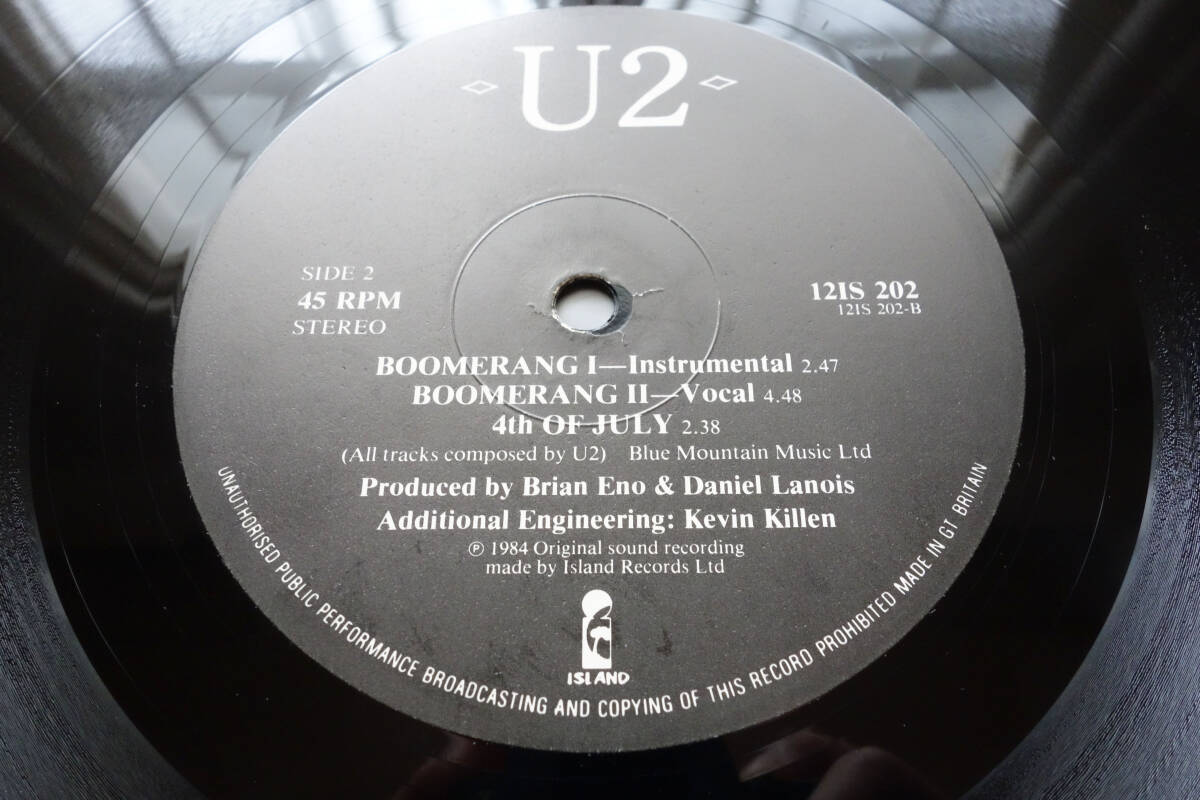 U2
SIDE 2
45 RPM
STEREO
12IS 202
12IS 202-B
BOOMERANG I—Instrumental 2.47
BOOMERANG II—Vocal 4.48
4th OF JULY 2.38
(All tracks composed by U2) Blue Mountain Music Ltd
Produced by Brian Eno & Daniel Lanois
Additional Engineering: Kevin Killen
℗ 1984 Original sound recording
made by Island Records Ltd
ISLAND
UNAUTHORISED PUBLIC PERFORMANCE BROADCASTING AND COPYING OF THIS RECORD PROHIBITED MADE IN GT BRITAIN